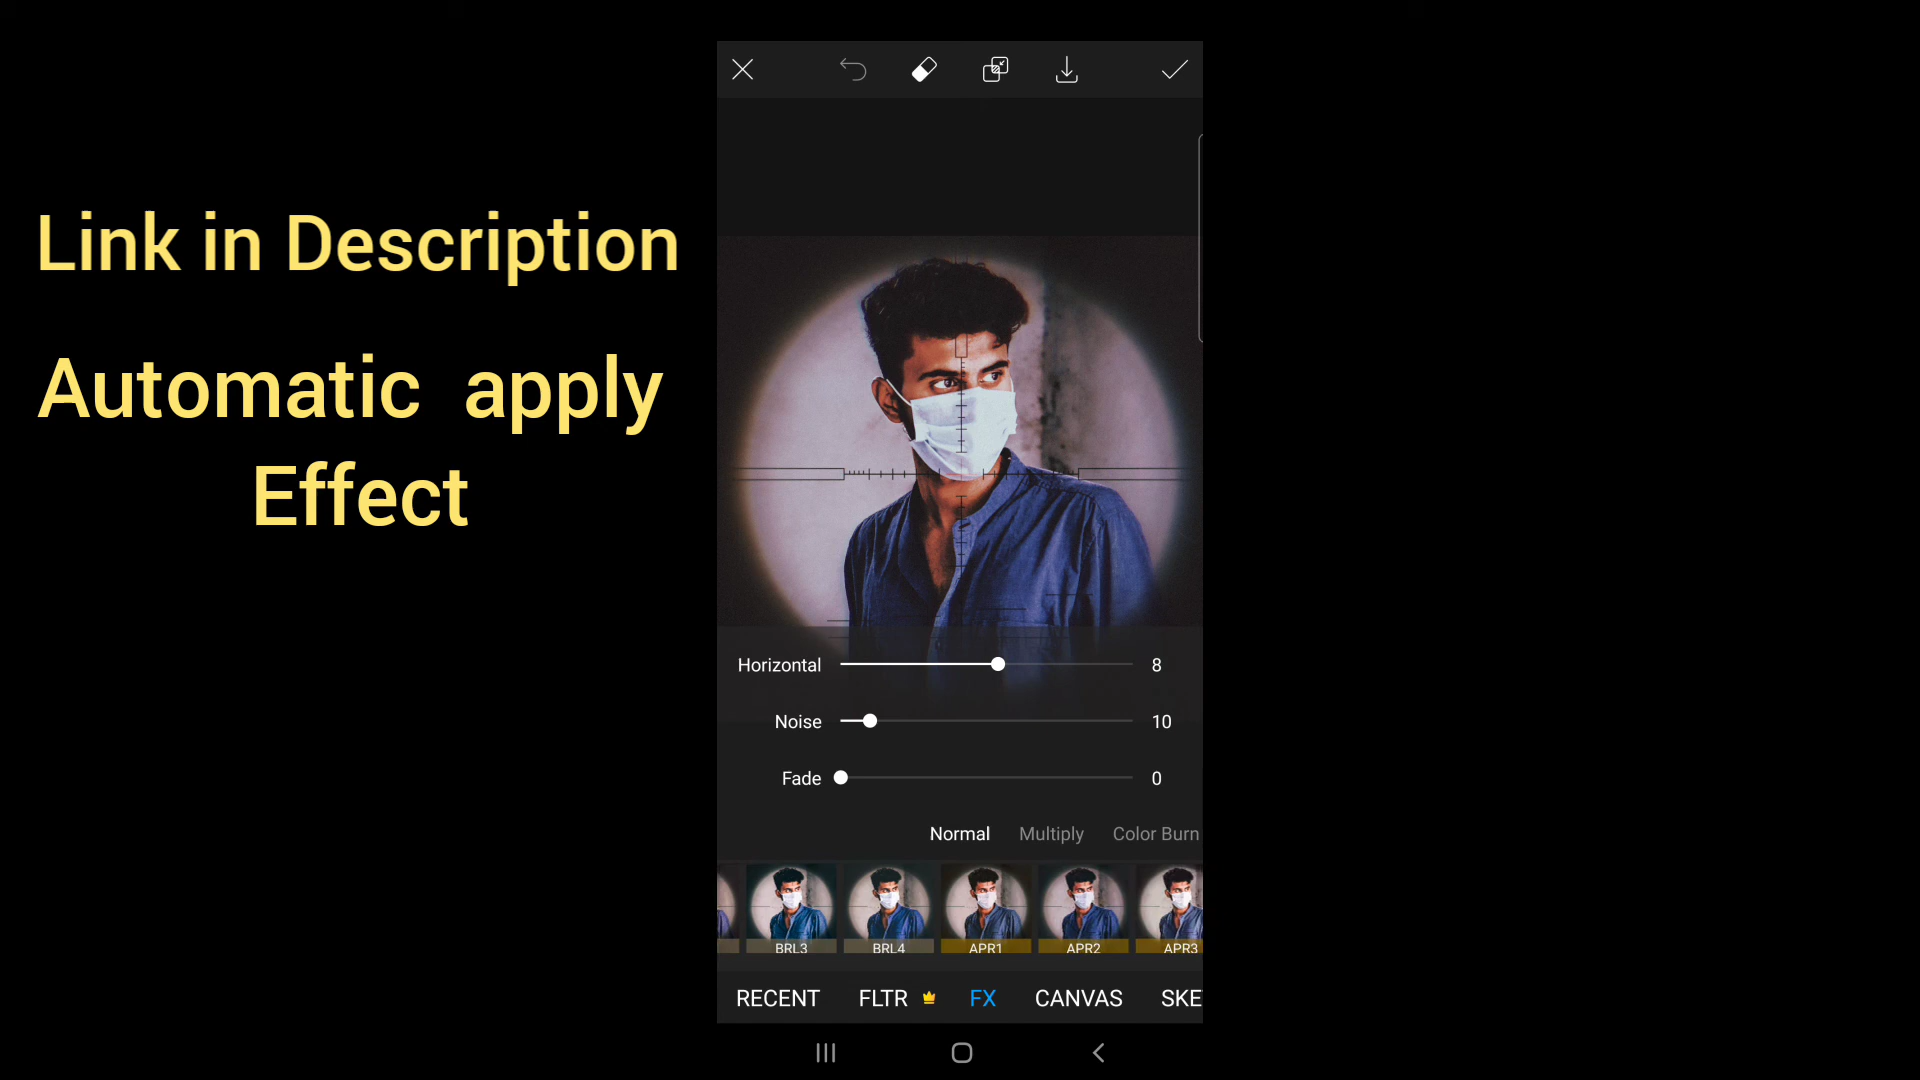 Link in Description
Automatic apply
Effect
Horizontal 8
Noise 10
Fade 0
Normal Multiply Color Burn
BRL3 BRL4 APR1 APR2 APR3
RECENT FLTR FX CANVAS SKE